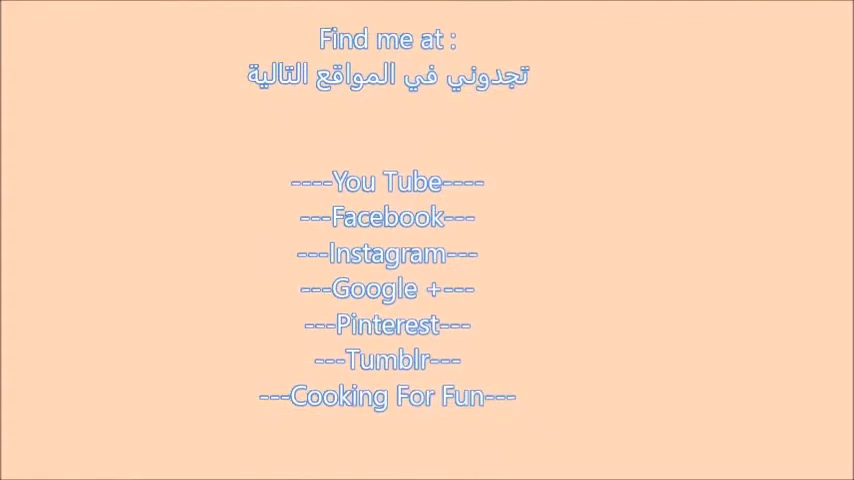 Find me at :
تجدوني في المواقع التالية
----You Tube----
---Facebook---
---Instagram---
---Google +---
---Pinterest---
---Tumblr---
---Cooking For Fun---